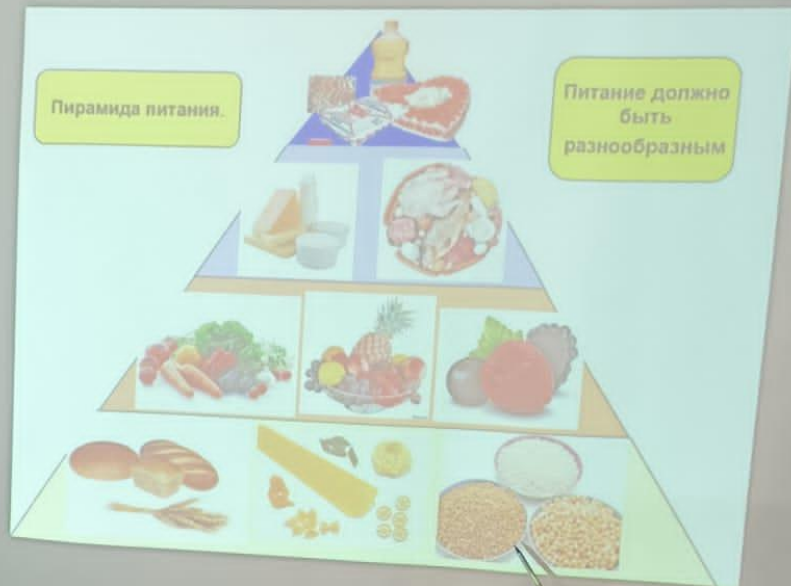 Пирамида питания.
Питание должно
быть
разнообразным